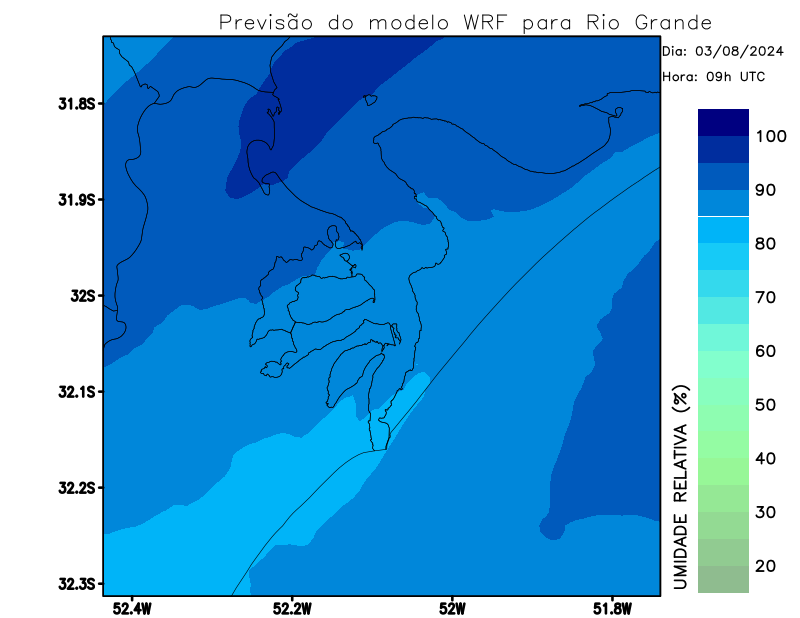 Previsão do modelo WRF para Rio Grande
Dia: 03/08/2024
Hora: 09h UTC
31.8S
31.9S
32S
32.1S
32.2S
32.3S
52.4W
52.2W
52W
51.8W
UMIDADE RELATIVA (%)
100
90
80
70
60
50
40
30
20